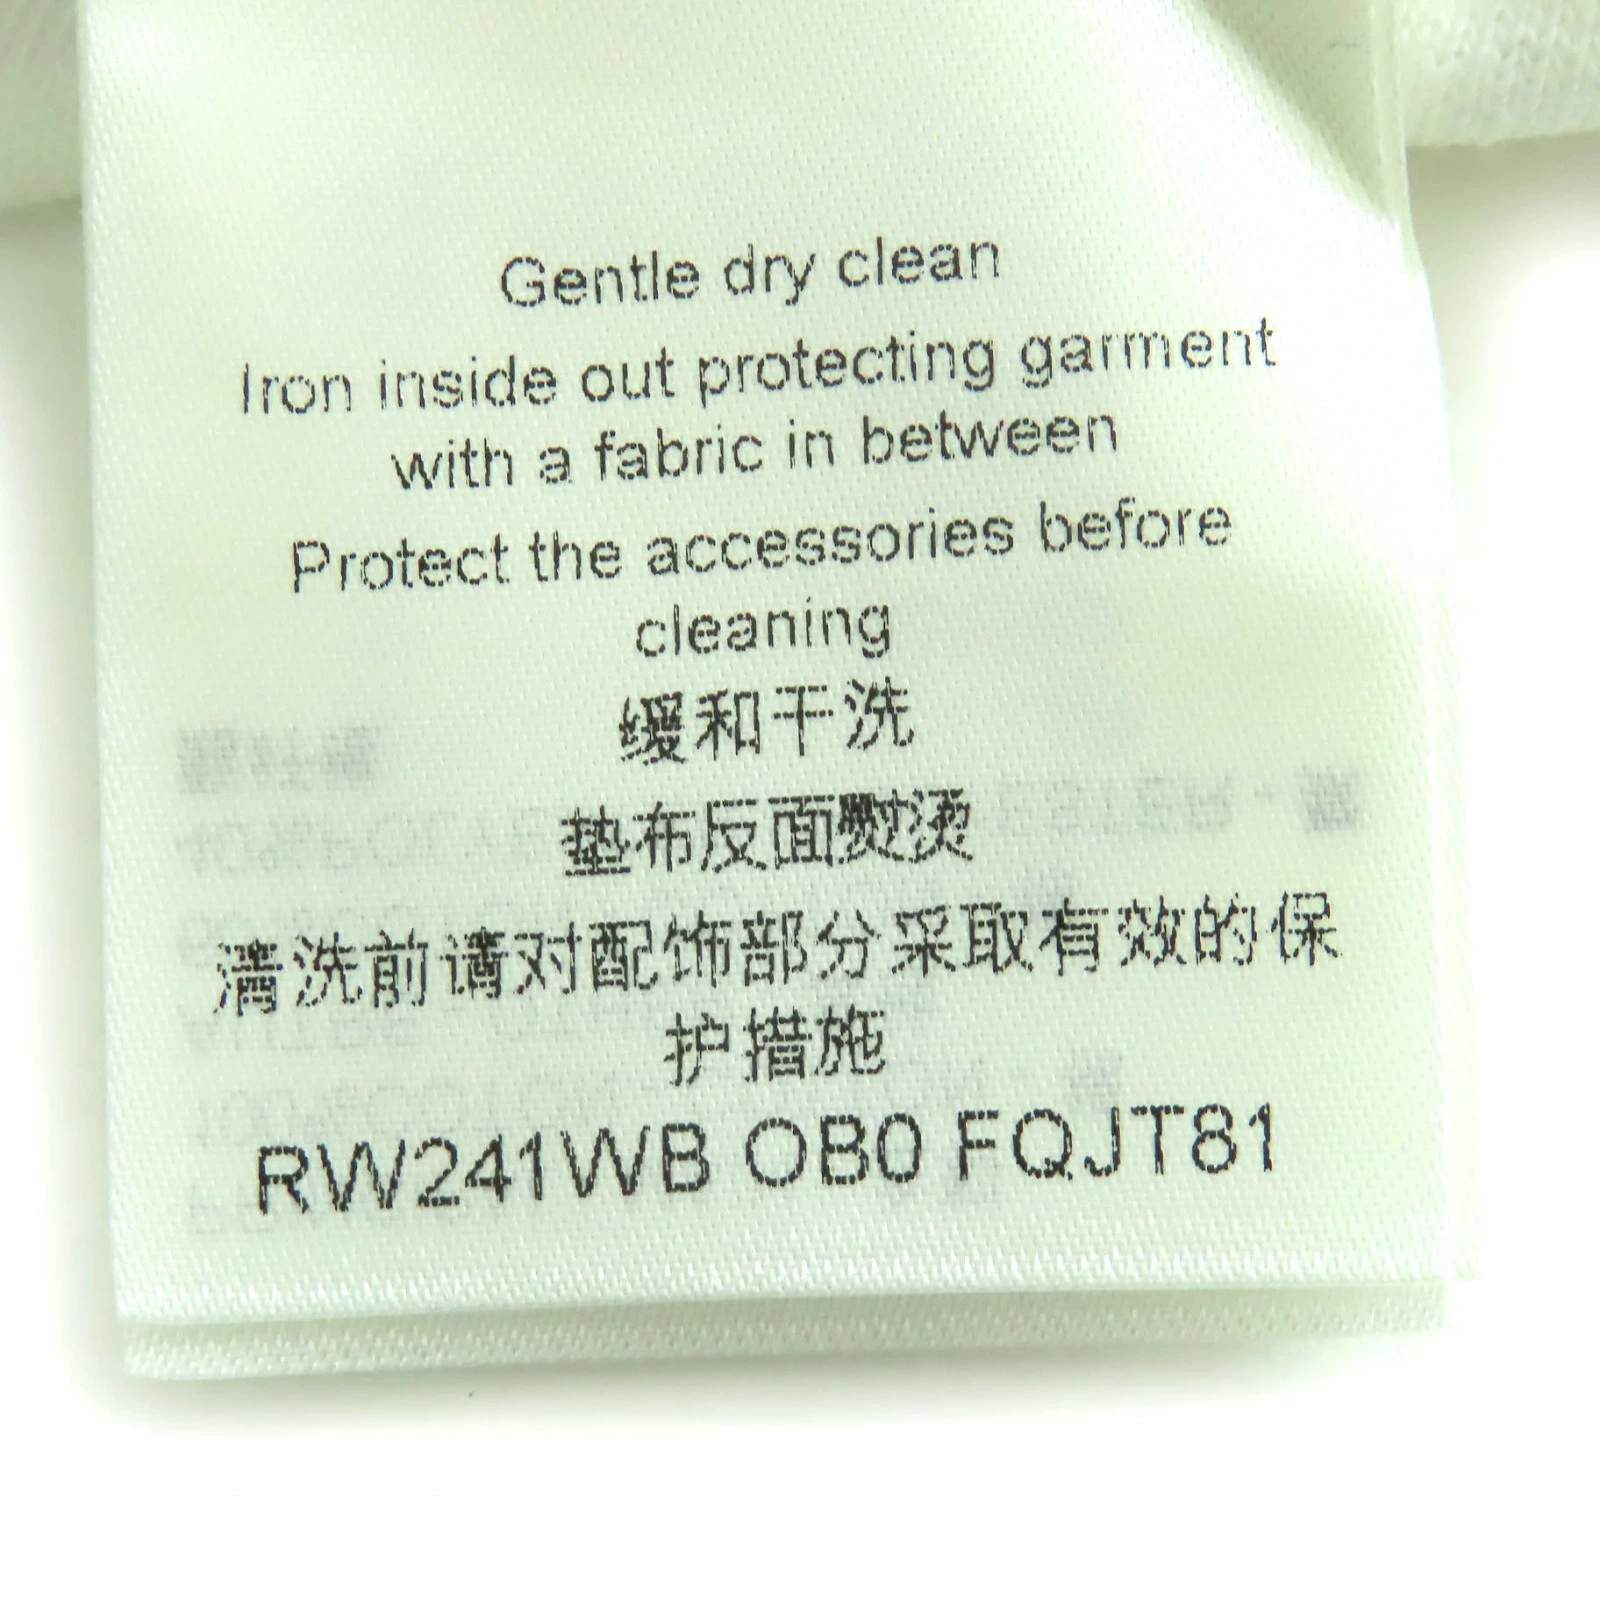 Gentle dry clean
Iron inside out protecting garment
with a fabric in between
Protect the accessories before
cleaning
缓和干洗
垫布反面熨烫
清洗前请对配饰部分采取有效的保
护措施
RW241WB OB0 FQJT81